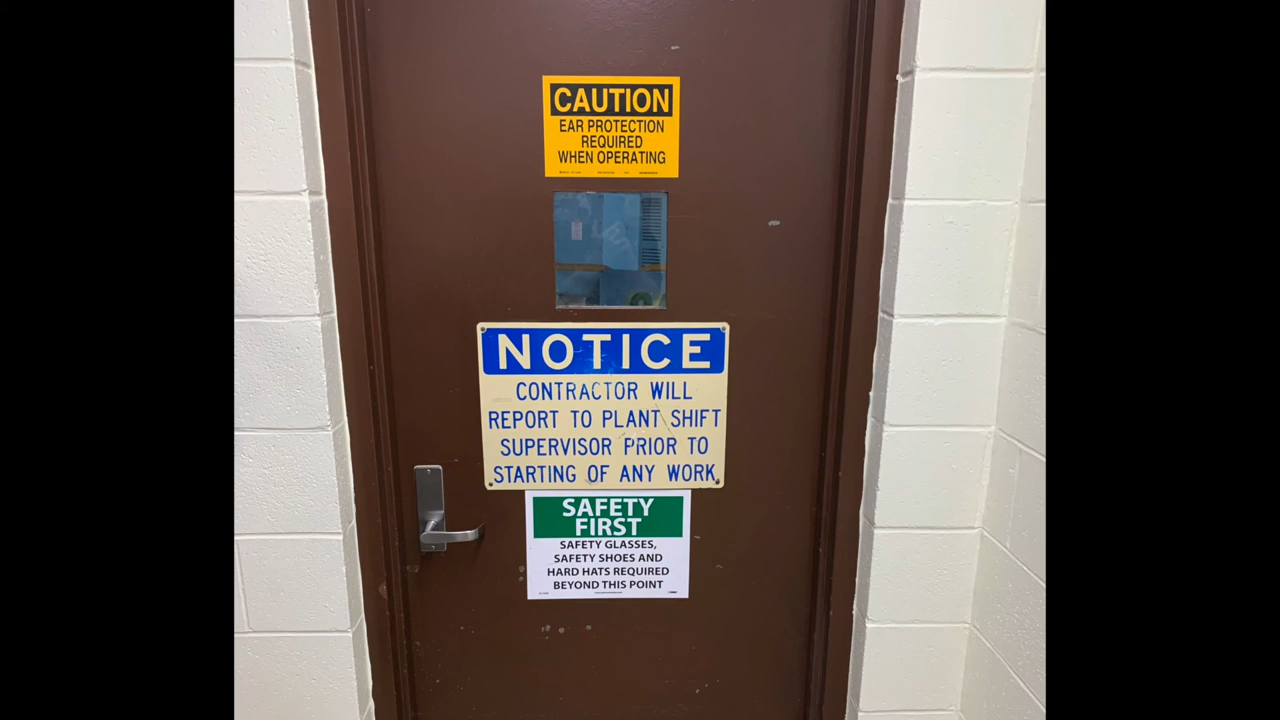 CAUTION
EAR PROTECTION
REQUIRED
WHEN OPERATING
NOTICE
CONTRACTOR WILL
REPORT TO PLANT SHIFT
SUPERVISOR PRIOR TO
STARTING OF ANY WORK
SAFETY
FIRST
SAFETY GLASSES,
SAFETY SHOES AND
HARD HATS REQUIRED
BEYOND THIS POINT